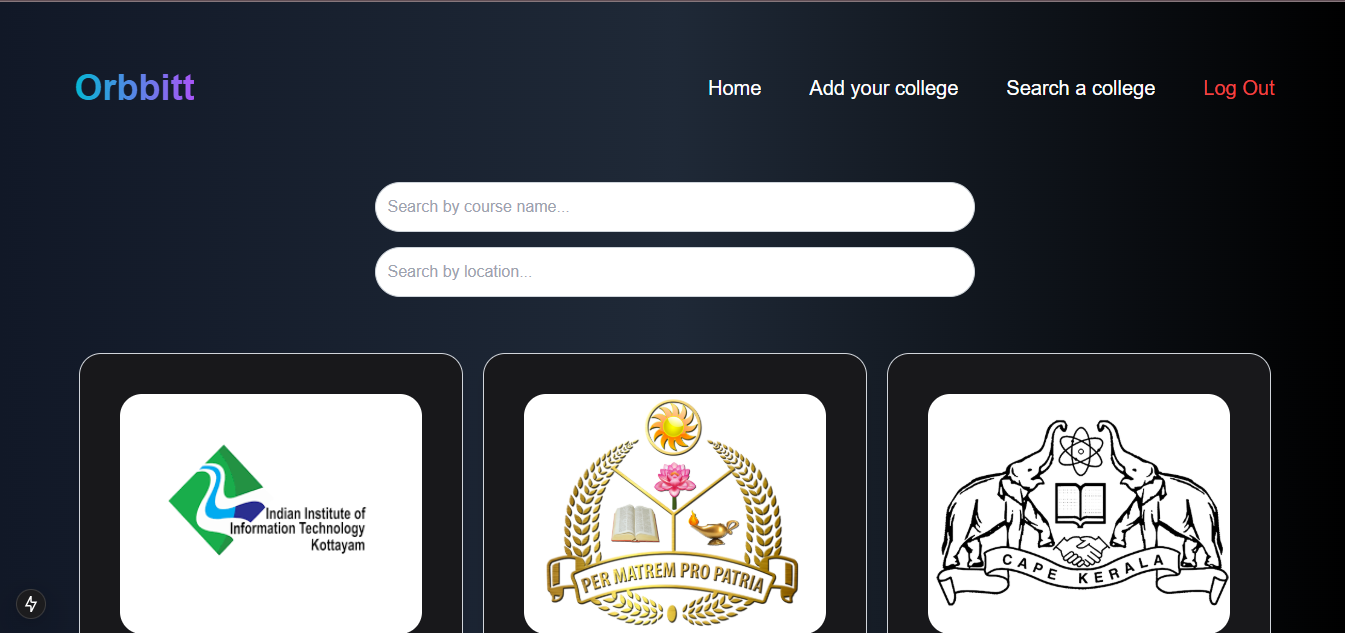 Orbbitt
Home
Add your college
Search a college
Log Out
Search by course name...
Search by location...
Indian Institute of
Information Technology
Kottayam
PER MATREM PRO PATRIA
CAPE KERALA